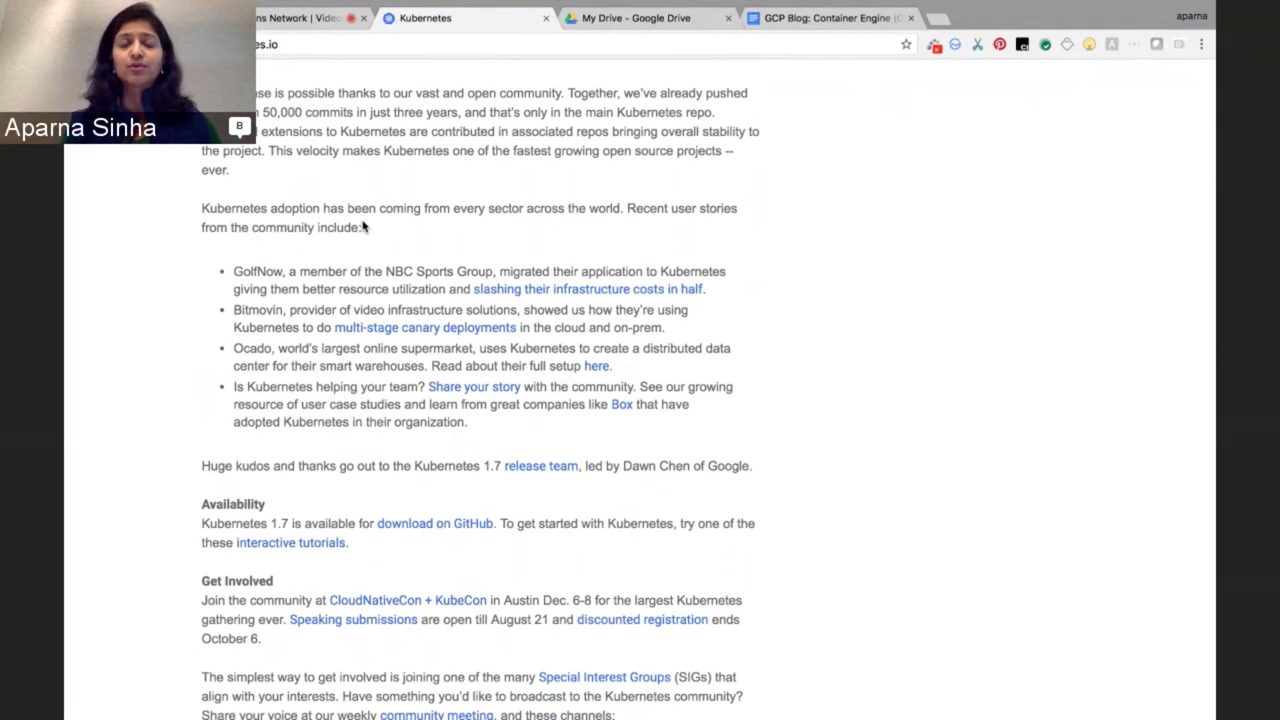 ns Network | Video
Kubernetes
My Drive - Google Drive
GCP Blog: Container Engine (
aparna
es.io
Aparna Sinha
B
se is possible thanks to our vast and open community. Together, we've already pushed
50,000 commits in just three years, and that's only in the main Kubernetes repo.
extensions to Kubernetes are contributed in associated repos bringing overall stability to
the project. This velocity makes Kubernetes one of the fastest growing open source projects --
ever.
Kubernetes adoption has been coming from every sector across the world. Recent user stories
from the community include:
• GolfNow, a member of the NBC Sports Group, migrated their application to Kubernetes
giving them better resource utilization and slashing their infrastructure costs in half.
• Bitmovin, provider of video infrastructure solutions, showed us how they're using
Kubernetes to do multi-stage canary deployments in the cloud and on-prem.
• Ocado, world's largest online supermarket, uses Kubernetes to create a distributed data
center for their smart warehouses. Read about their full setup here.
• Is Kubernetes helping your team? Share your story with the community. See our growing
resource of user case studies and learn from great companies like Box that have
adopted Kubernetes in their organization.
Huge kudos and thanks go out to the Kubernetes 1.7 release team, led by Dawn Chen of Google.
Availability
Kubernetes 1.7 is available for download on GitHub. To get started with Kubernetes, try one of the
these interactive tutorials.
Get Involved
Join the community at CloudNativeCon + KubeCon in Austin Dec. 6-8 for the largest Kubernetes
gathering ever. Speaking submissions are open till August 21 and discounted registration ends
October 6.
The simplest way to get involved is joining one of the many Special Interest Groups (SIGs) that
align with your interests. Have something you'd like to broadcast to the Kubernetes community?
Share your voice at our weekly community meeting, and these channels: